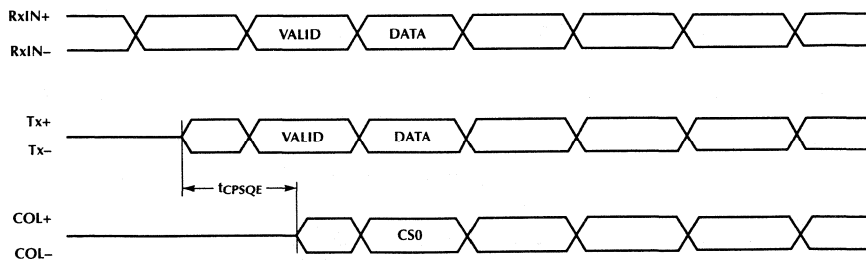 RxIN+
RxIN–
VALID DATA
Tx+
Tx–
VALID DATA
tCPSQE
COL+
COL–
CS0